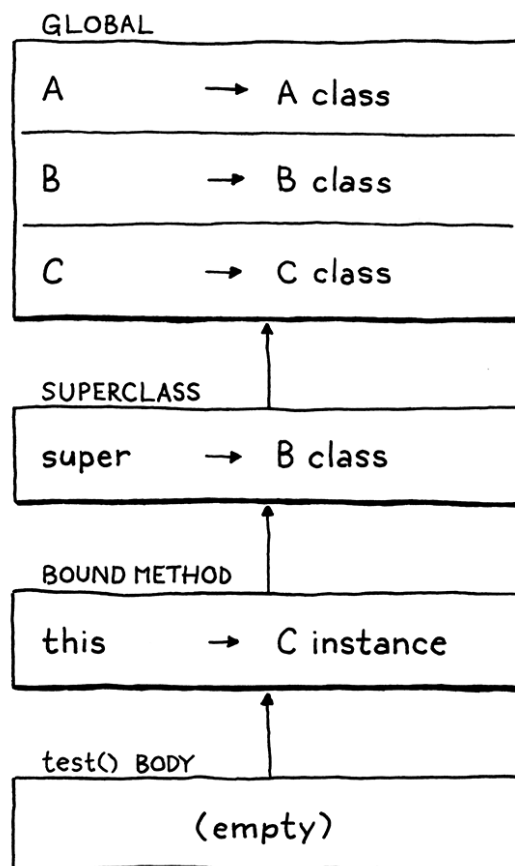 GLOBAL
A → A class
B → B class
C → C class
SUPERCLASS
super → B class
BOUND METHOD
this → C instance
test() BODY
(empty)